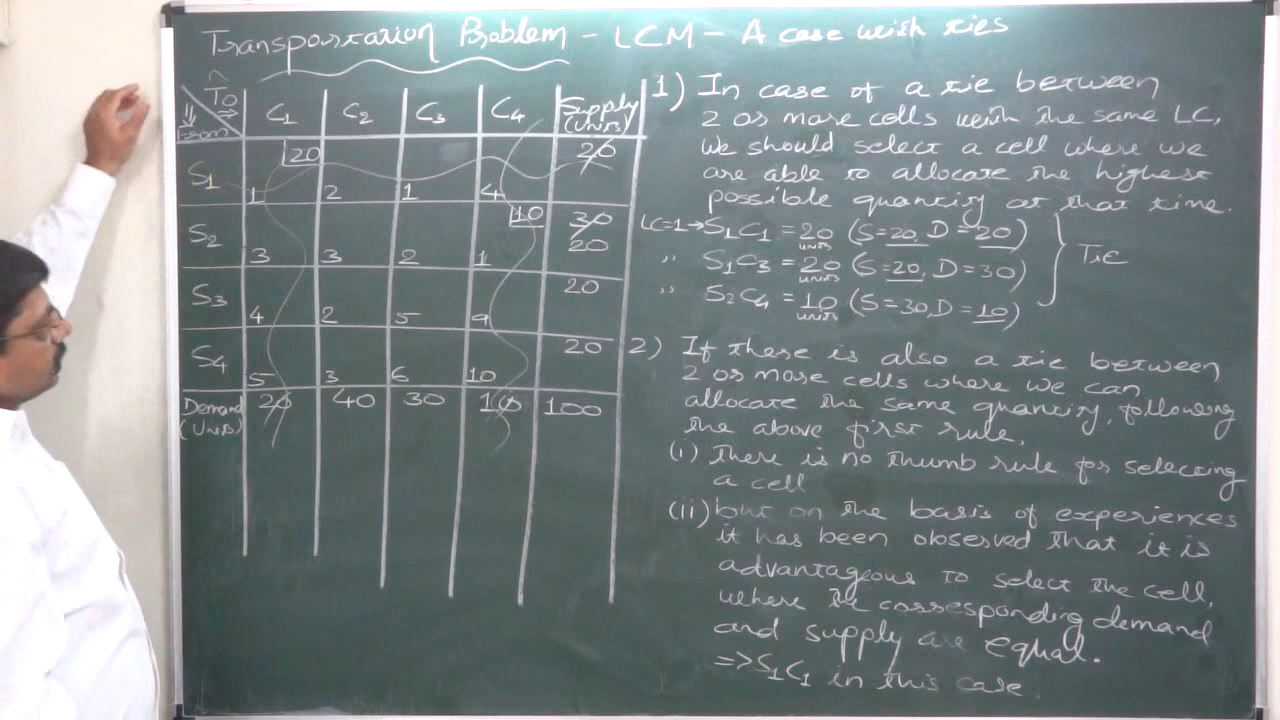 Transportation Problem - LCM - A case with ties
To → C1 C2 C3 C4 Supply (Units)
From
S1 20 20
1 2 1 4
S2 10 30
20
3 3 2 1
S3 20
4 2 5 9
S4 20
5 3 6 10
Demand (Units) 20 40 30 10 100
1) In case of a tie between
2 or more cells with the same LC,
we should select a cell where we
are able to allocate the highest
possible quantity at that time.
LC=1→ S1C1 = 20 units (S=20, D=20)
,, S1C3 = 20 units (S=20, D=30)
,, S2C4 = 10 units (S=30, D=10)
} Tie
2) If there is also a tie between
2 or more cells where we can
allocate the same quantity, following
the above first rule,
(i) there is no thumb rule for selecting
a cell
(ii) but on the basis of experiences
it has been observed that it is
advantageous to select the cell,
where the corresponding demand
and supply are equal.
=> S1C1 in this case.